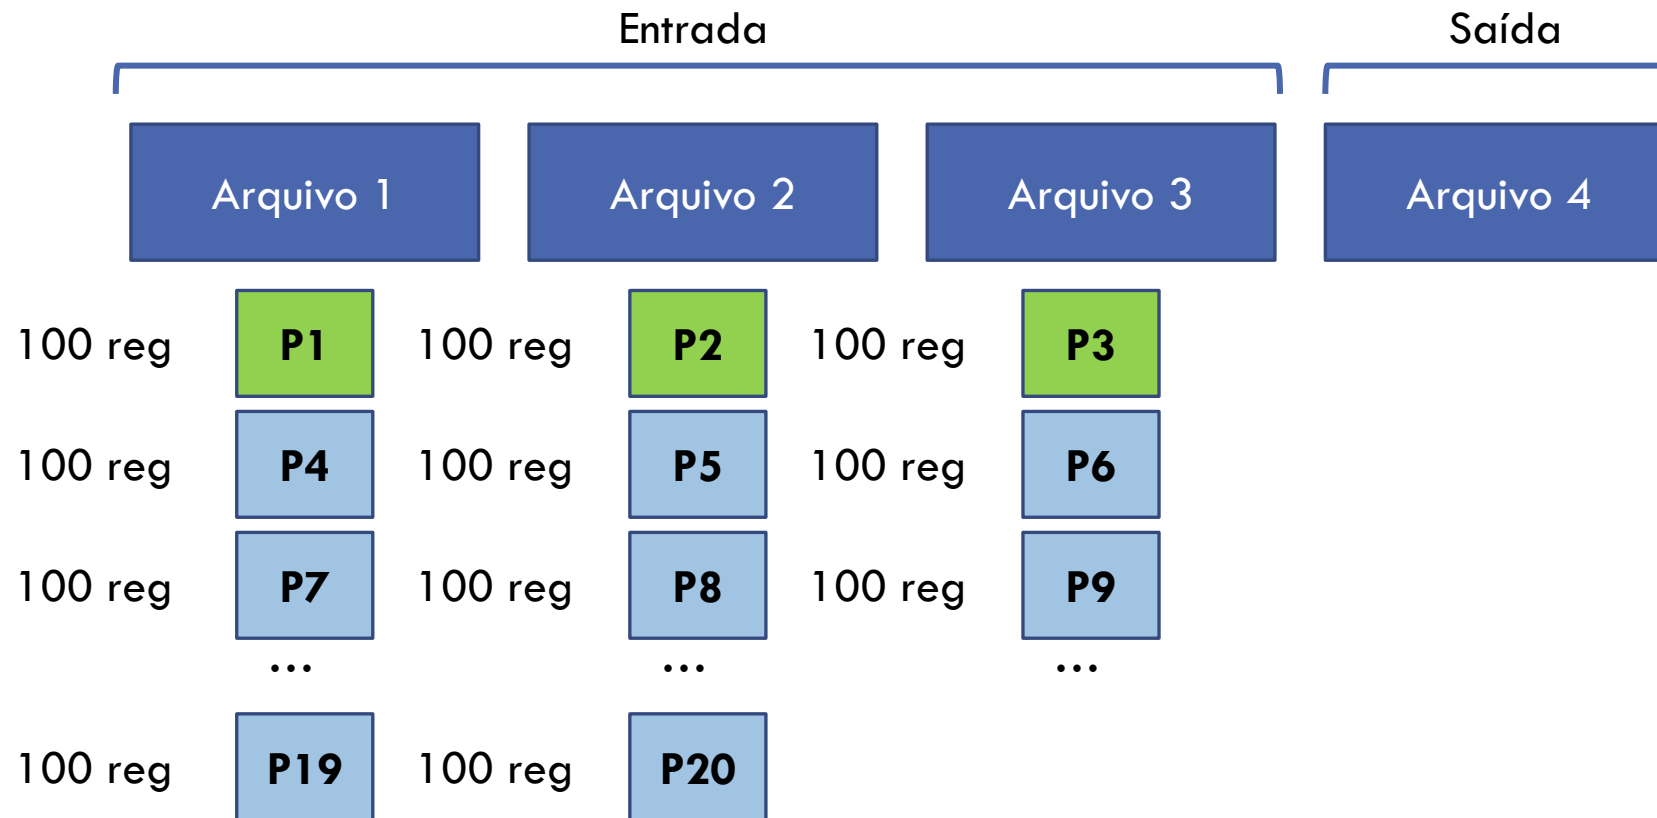 Entrada Saída
Arquivo 1 Arquivo 2 Arquivo 3 Arquivo 4
100 reg P1 100 reg P2 100 reg P3
100 reg P4 100 reg P5 100 reg P6
100 reg P7 100 reg P8 100 reg P9
... ... ...
100 reg P19 100 reg P20